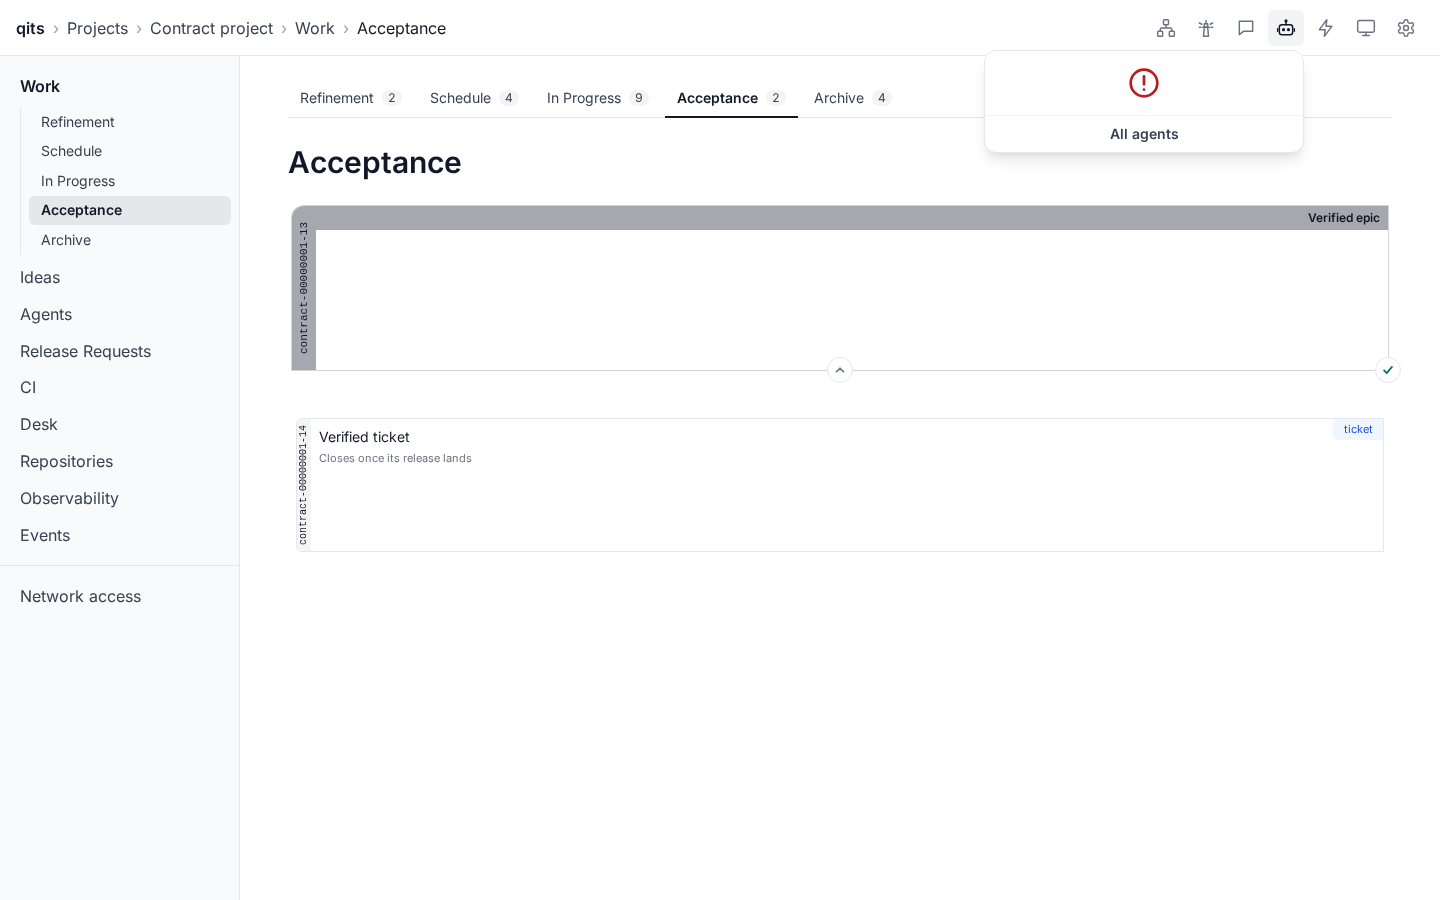 qits › Projects › Contract project › Work › Acceptance
All agents
Work
Refinement
Schedule
In Progress
Acceptance
Archive
Ideas
Agents
Release Requests
CI
Desk
Repositories
Observability
Events
Network access
Refinement 2 Schedule 4 In Progress 9 Acceptance 2 Archive 4
Acceptance
contract-00000001-13
Verified epic
contract-00000001-14
Verified ticket
ticket
Closes once its release lands